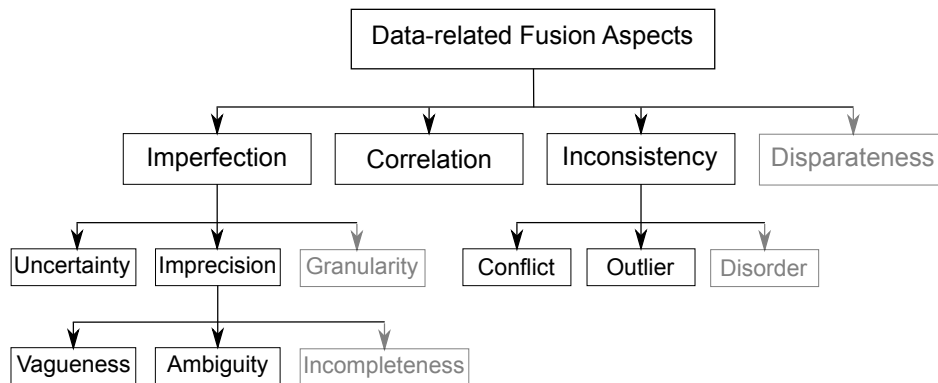 Data-related Fusion Aspects
Imperfection
Correlation
Inconsistency
Disparateness
Uncertainty
Imprecision
Granularity
Conflict
Outlier
Disorder
Vagueness
Ambiguity
Incompleteness